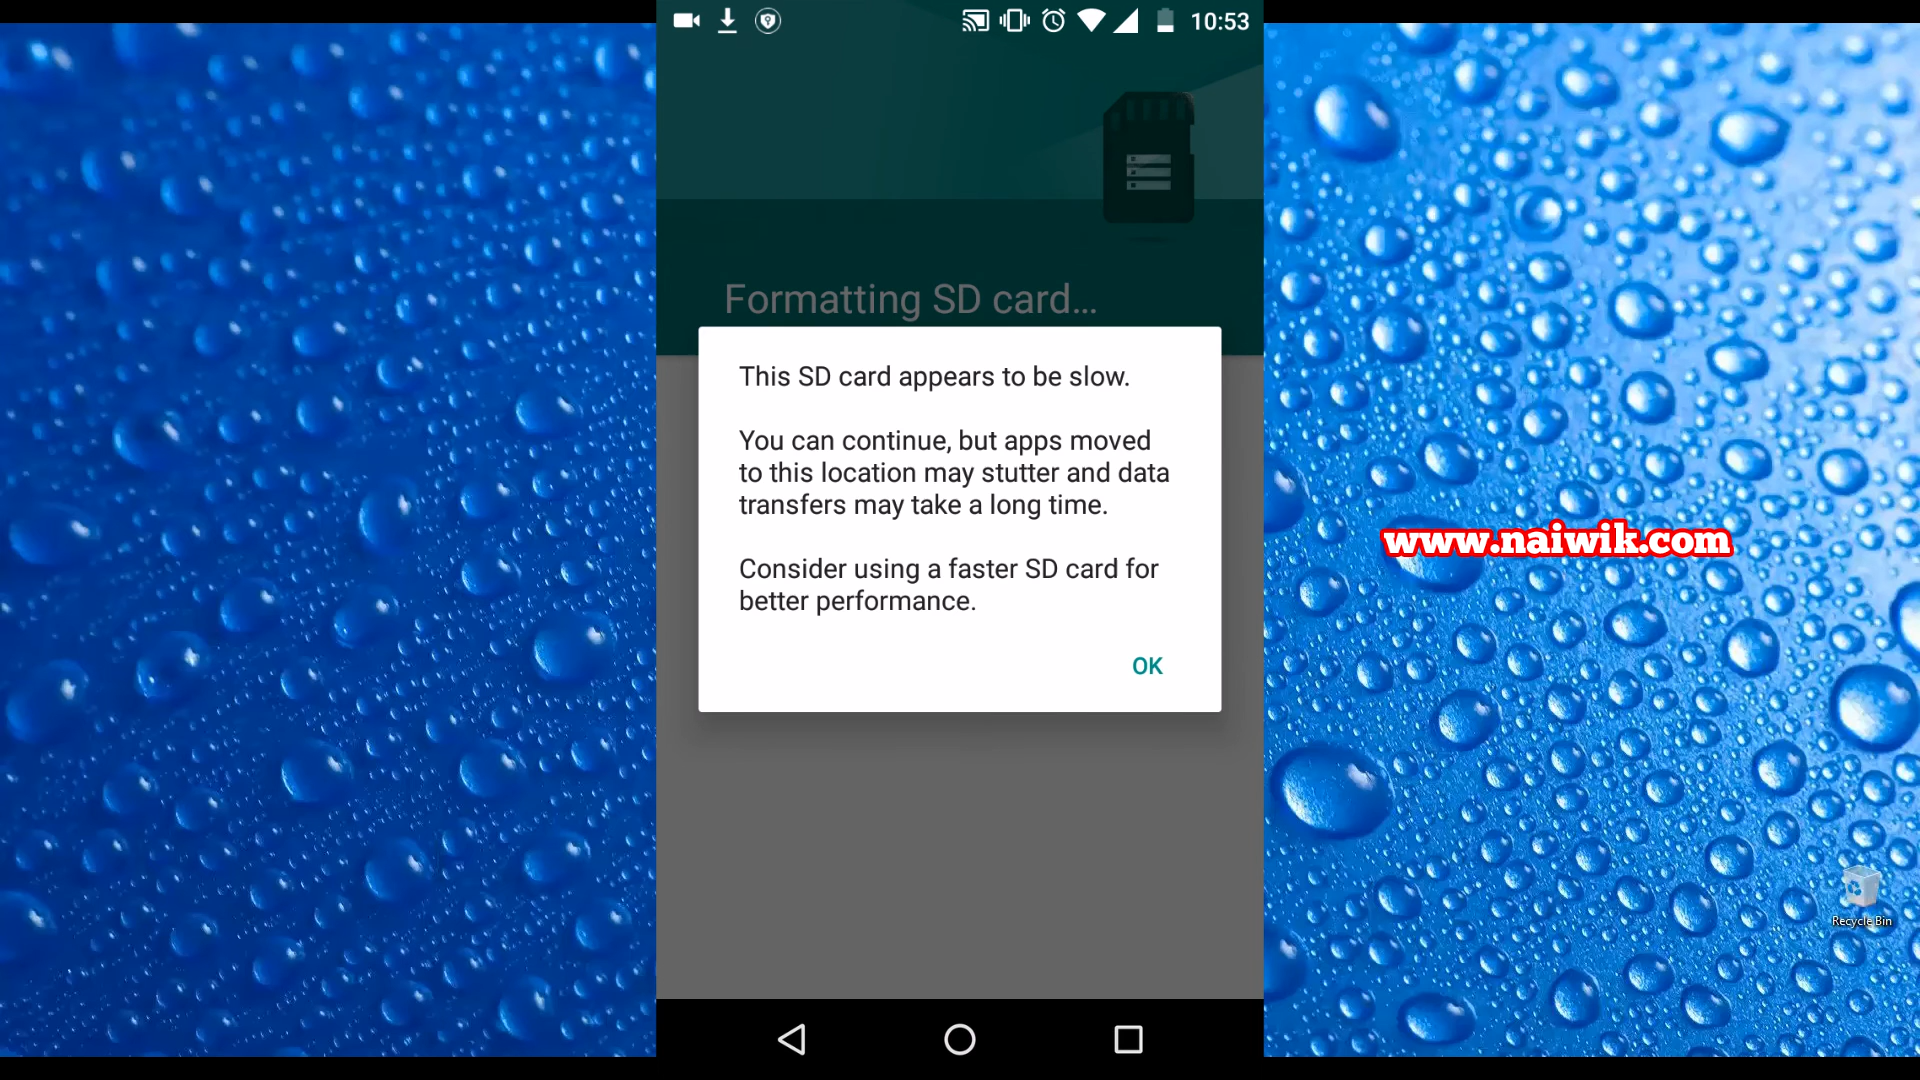 10:53
Formatting SD card...
This SD card appears to be slow.
You can continue, but apps moved
to this location may stutter and data
transfers may take a long time.
Consider using a faster SD card for
better performance.
OK
www.naiwik.com
Recycle Bin